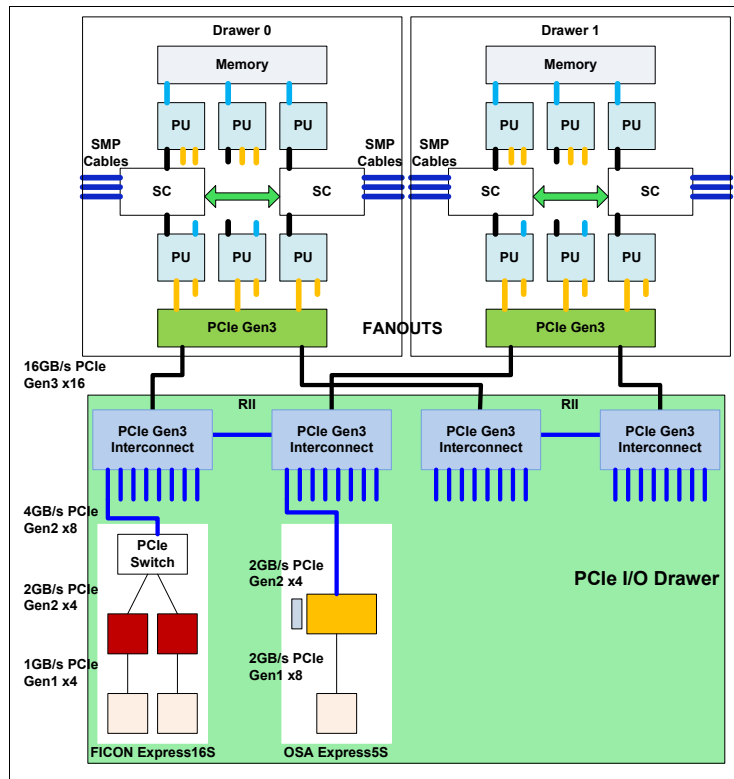 Drawer 0
Drawer 1
Memory
Memory
PU
PU
PU
PU
PU
PU
SMP
Cables
SMP
Cables
SMP
Cables
SC
SC
SC
SC
PU
PU
PU
PU
PU
PU
PCIe Gen3
FANOUTS
PCIe Gen3
16GB/s PCIe
Gen3 x16
RII
RII
PCIe Gen3
Interconnect
PCIe Gen3
Interconnect
PCIe Gen3
Interconnect
PCIe Gen3
Interconnect
4GB/s PCIe
Gen2 x8
PCIe
Switch
2GB/s PCIe
Gen2 x4
PCIe I/O Drawer
2GB/s PCIe
Gen2 x4
1GB/s PCIe
Gen1 x4
2GB/s PCIe
Gen1 x8
FICON Express16S
OSA Express5S